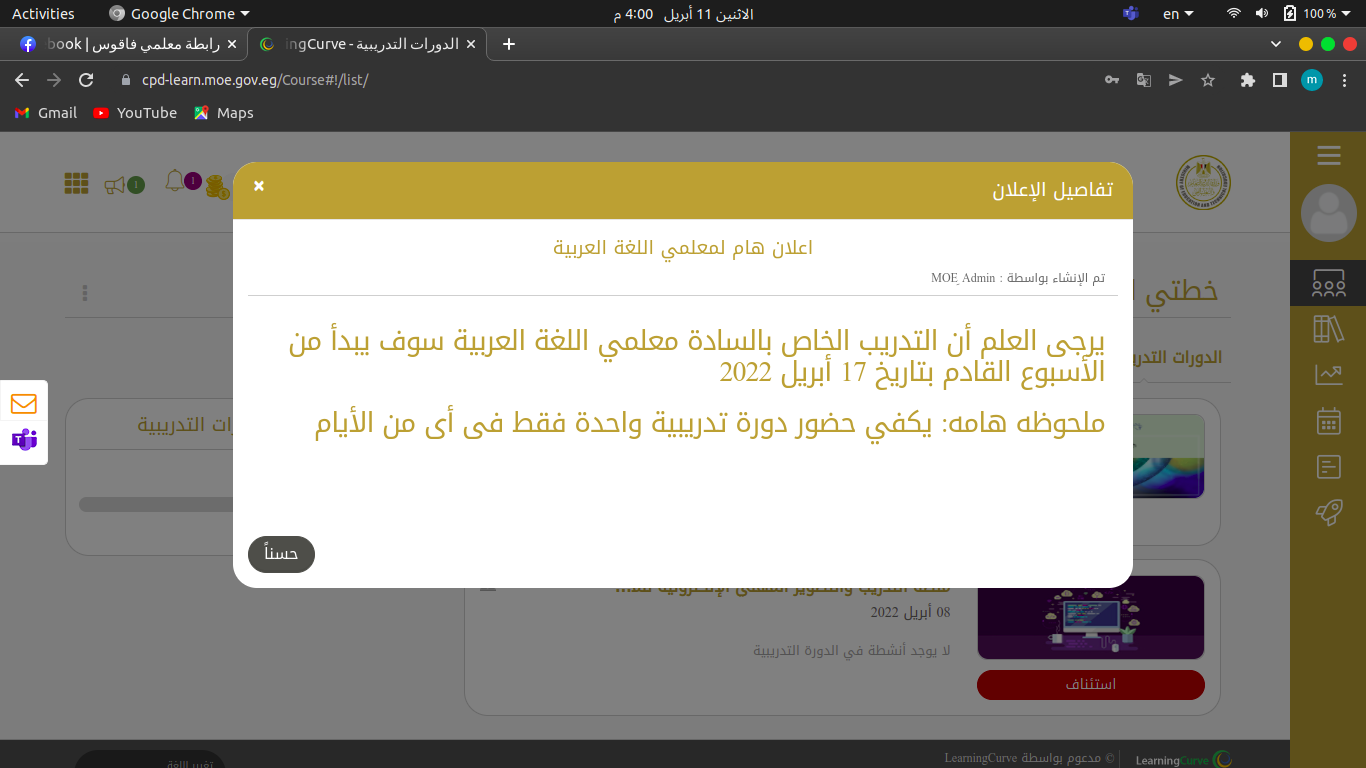 Activities
Google Chrome
الاثنين 11 أبريل 4:00 م
en
100 %
book | رابطة معلمي فاقوس
الدورات التدريبية - ingCurve
cpd-learn.moe.gov.eg/Course#!/list/
m
Gmail
YouTube
Maps
1
1
تفاصيل الإعلان
×
اعلان هام لمعلمي اللغة العربية
تم الإنشاء بواسطة : MOE Admin
يرجى العلم أن التدريب الخاص بالسادة معلمي اللغة العربية سوف يبدأ من
الأسبوع القادم بتاريخ 17 أبريل 2022
ملحوظه هامه: يكفي حضور دورة تدريبية واحدة فقط فى أى من الأيام
حسناً
خطتي
الدورات التدري
ات التدريبية
08 أبريل 2022
لا يوجد أنشطة في الدورة التدريبية
استئناف
© مدعوم بواسطة LearningCurve
LearningCurve
تغيير اللغة